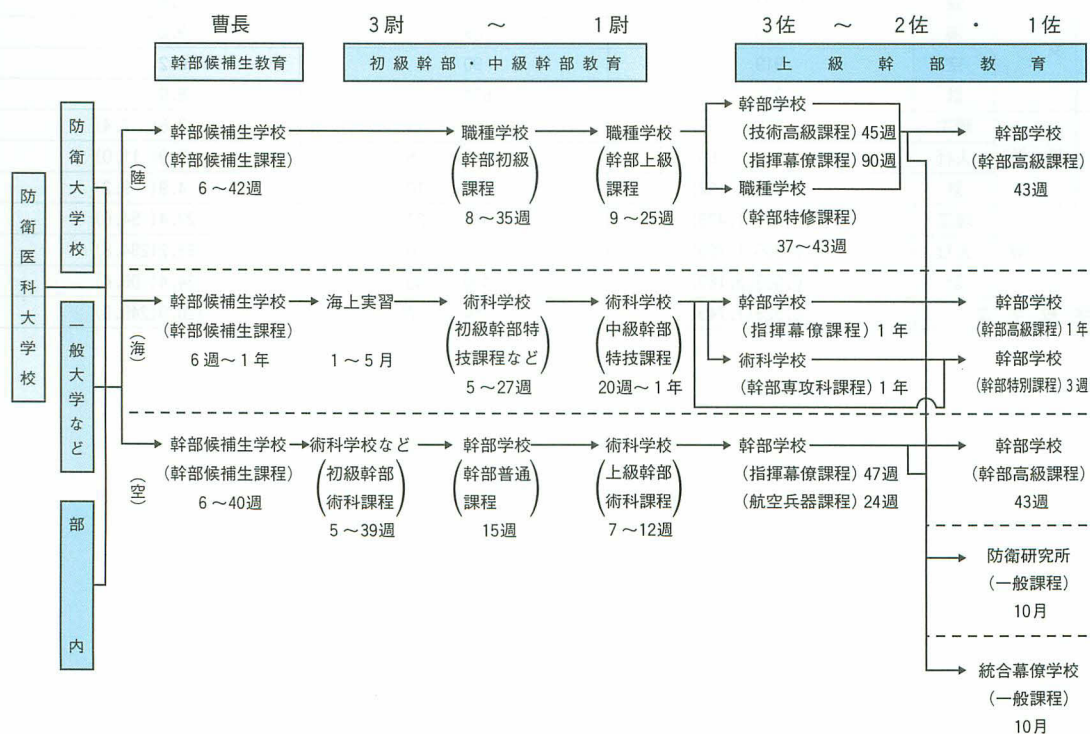 曹長 3尉 ～ 1尉 3佐 ～ 2佐 ・ 1佐
幹部候補生教育 初級幹部・中級幹部教育 上級幹部教育
防衛医科大学校
防衛大学校
一般大学など
部内
(陸)
幹部候補生学校
(幹部候補生課程)
6～42週
職種学校
(幹部初級
課程)
8～35週
職種学校
(幹部上級
課程)
9～25週
幹部学校
(技術高級課程) 45週
(指揮幕僚課程) 90週
職種学校
(幹部特修課程)
37～43週
幹部学校
(幹部高級課程)
43週
(海)
幹部候補生学校
(幹部候補生課程)
6週～1年
海上実習
1～5月
術科学校
(初級幹部特
技課程など)
5～27週
術科学校
(中級幹部
特技課程)
20週～1年
幹部学校
(指揮幕僚課程) 1年
術科学校
(幹部専攻科課程) 1年
幹部学校
(幹部高級課程) 1年
幹部学校
(幹部特別課程) 3週
(空)
幹部候補生学校
(幹部候補生課程)
6～40週
術科学校など
(初級幹部
術科課程)
5～39週
幹部学校
(幹部普通
課程)
15週
術科学校
(上級幹部
術科課程)
7～12週
幹部学校
(指揮幕僚課程) 47週
(航空兵器課程) 24週
幹部学校
(幹部高級課程)
43週
防衛研究所
(一般課程)
10月
統合幕僚学校
(一般課程)
10月